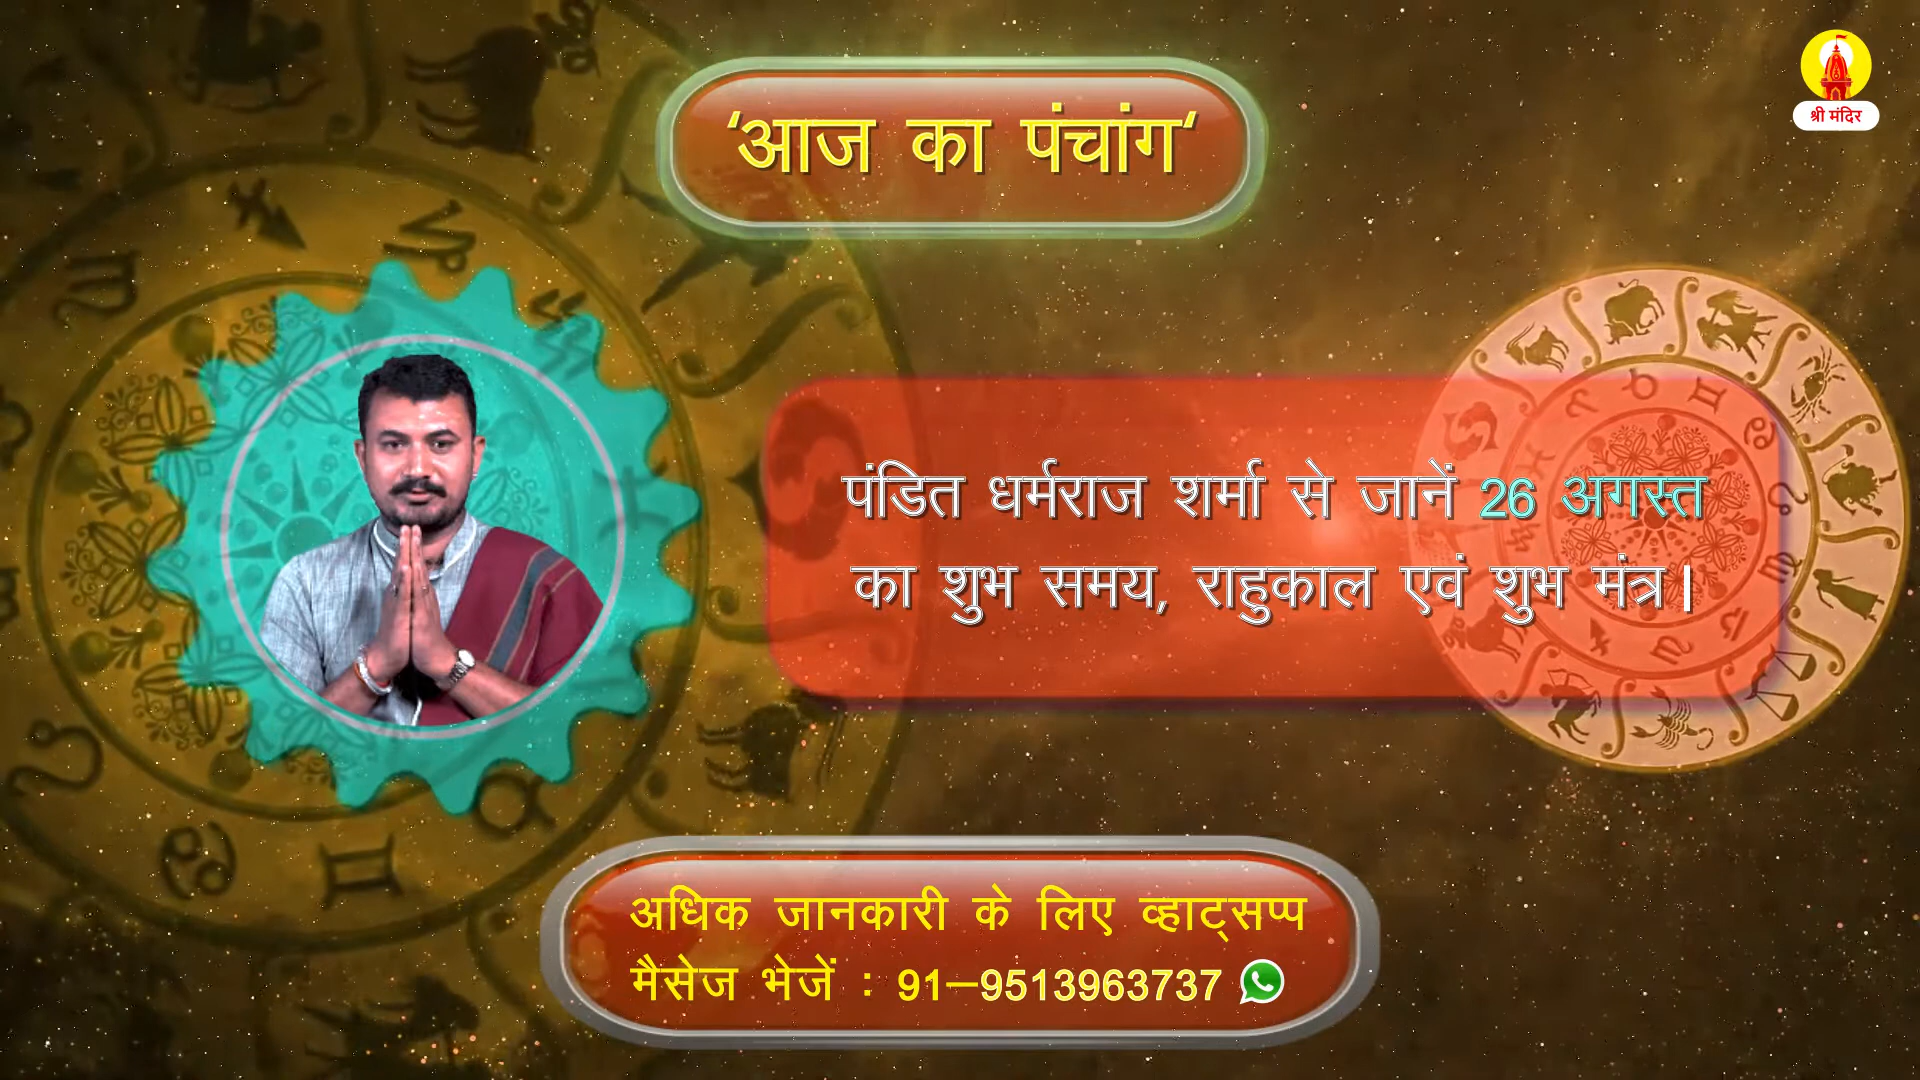 श्री मंदिर
‘आज का पंचांग‘
पंडित धर्मराज शर्मा से जानें 26 अगस्त
का शुभ समय, राहुकाल एवं शुभ मंत्र।
अधिक जानकारी के लिए व्हाट्सप्प
मैसेज भेजें : 91–9513963737